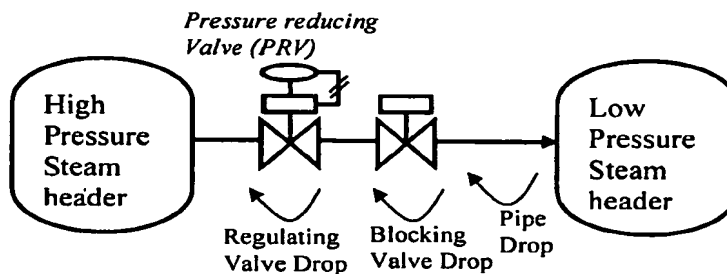 Pressure reducing
Valve (PRV)
High
Pressure
Steam
header
Low
Pressure
Steam
header
Regulating
Valve Drop
Blocking
Valve Drop
Pipe
Drop